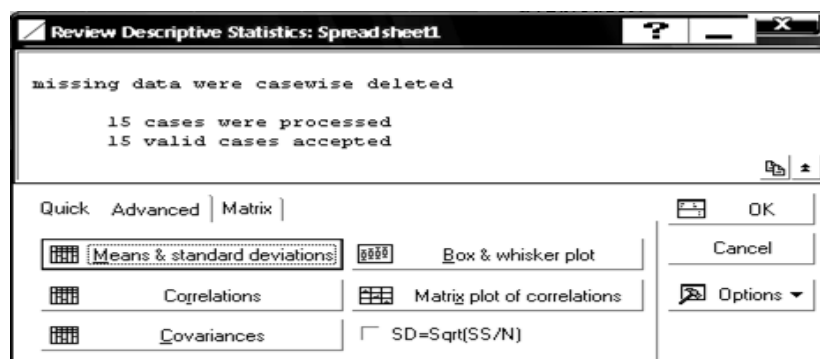 Review Descriptive Statistics: Spreadsheet1 ? _ X
missing data were casewise deleted
15 cases were processed
15 valid cases accepted
Quick Advanced Matrix
Means & standard deviations Box & whisker plot
Correlations Matrix plot of correlations
Covariances SD=Sqrt(SS/N)
OK
Cancel
Options